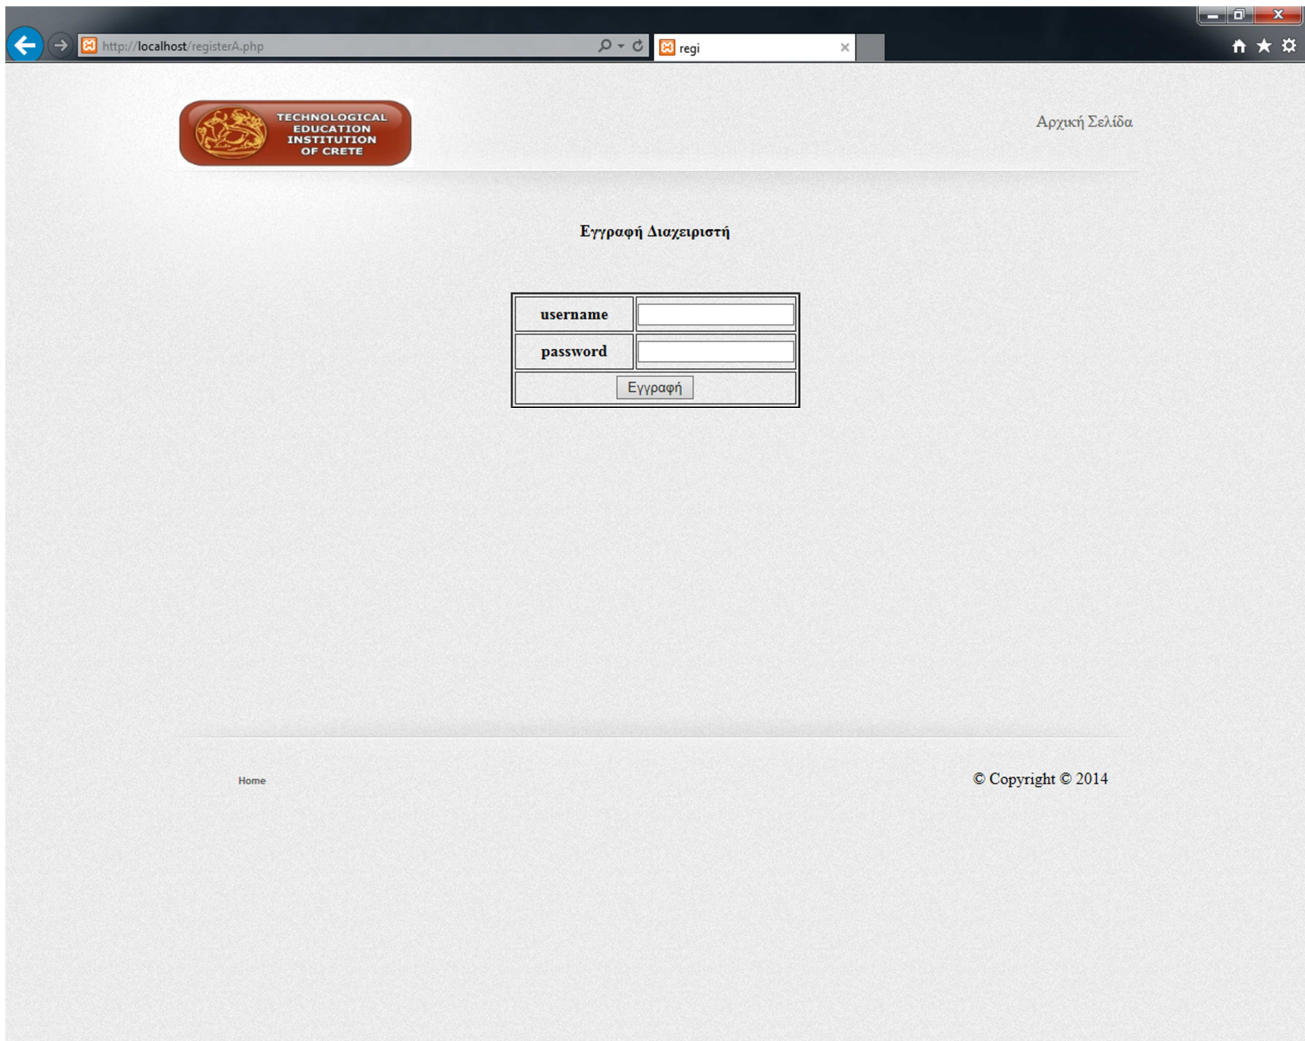 http://localhost/registerA.php
regi
TECHNOLOGICAL
EDUCATION
INSTITUTION
OF CRETE
Αρχική Σελίδα
Εγγραφή Διαχειριστή
username
password
Εγγραφή
Home
© Copyright © 2014